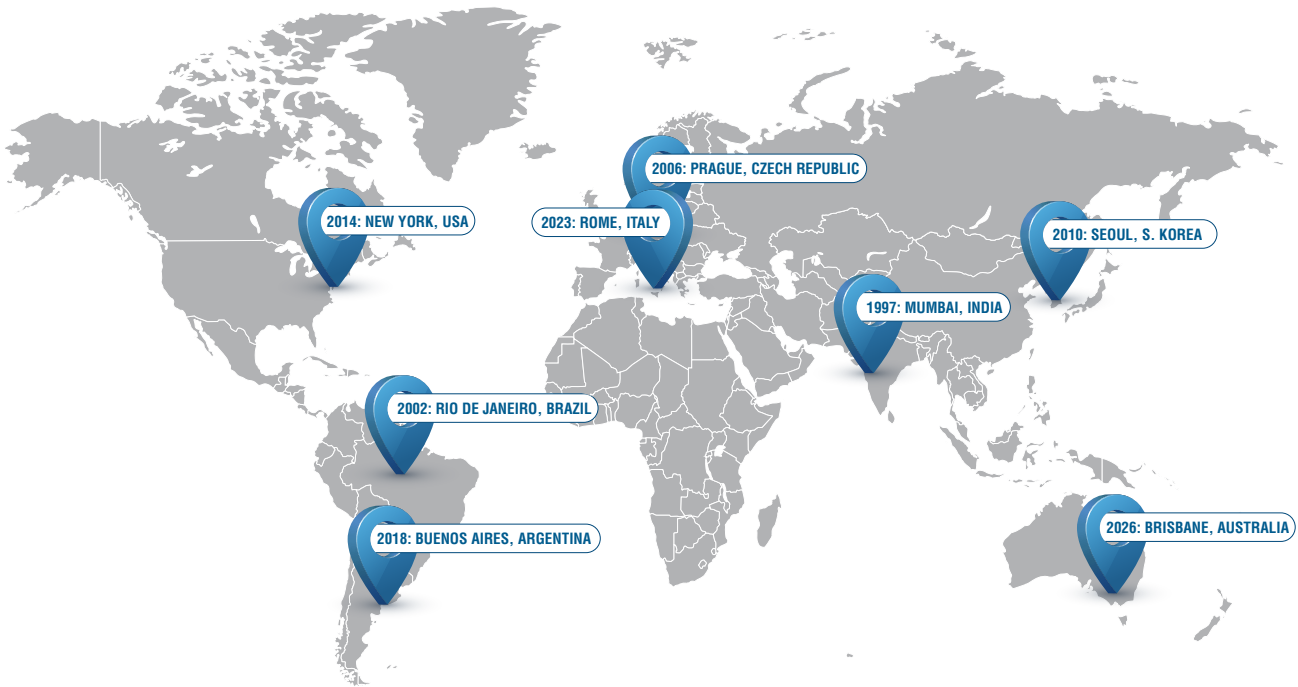 2006: PRAGUE, CZECH REPUBLIC
2014: NEW YORK, USA
2023: ROME, ITALY
2010: SEOUL, S. KOREA
1997: MUMBAI, INDIA
2002: RIO DE JANEIRO, BRAZIL
2018: BUENOS AIRES, ARGENTINA
2026: BRISBANE, AUSTRALIA